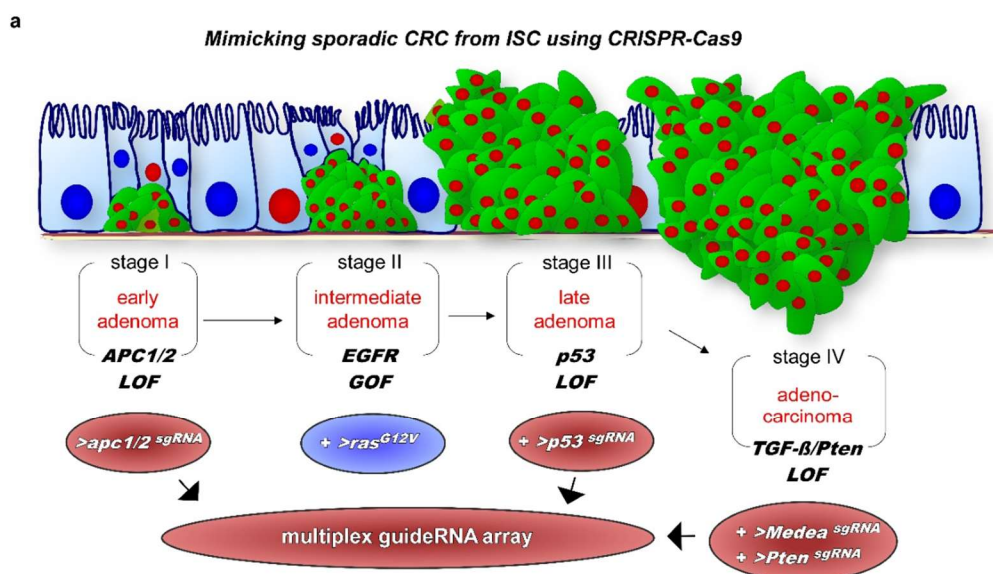 a
Mimicking sporadic CRC from ISC using CRISPR-Cas9
stage I
early
adenoma
APC1/2
LOF
>apc1/2 sgRNA
stage II
intermediate
adenoma
EGFR
GOF
+ >ras G12V
stage III
late
adenoma
p53
LOF
+ >p53 sgRNA
stage IV
adeno-
carcinoma
TGF-ß/Pten
LOF
+ >Medea sgRNA
+ >Pten sgRNA
multiplex guideRNA array